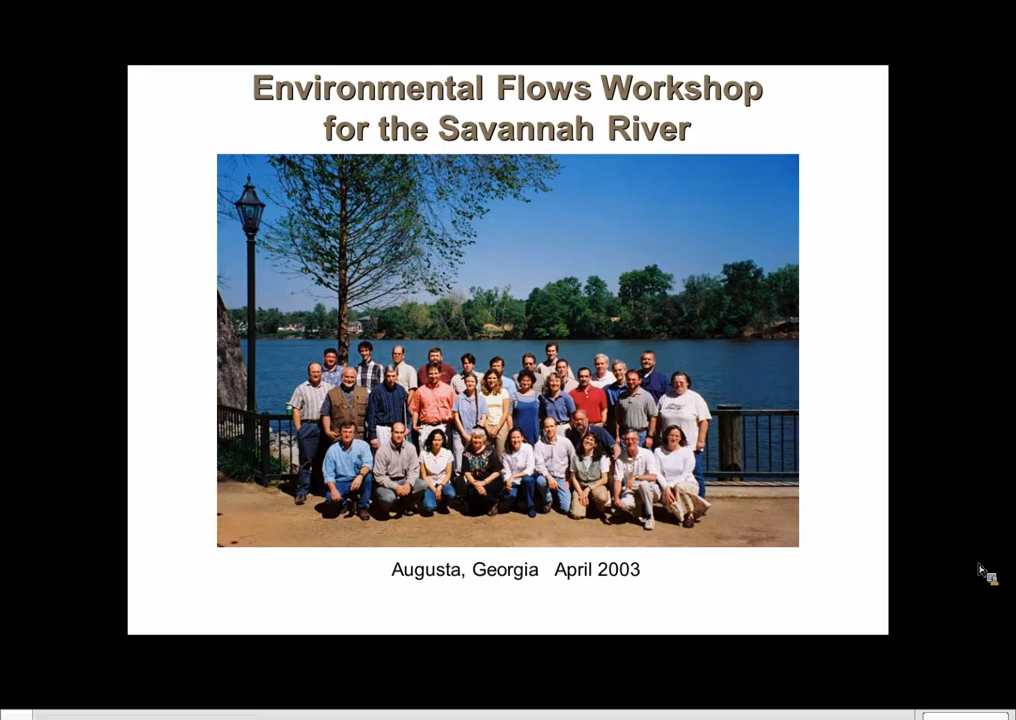 Environmental Flows Workshop
for the Savannah River
Augusta, Georgia   April 2003